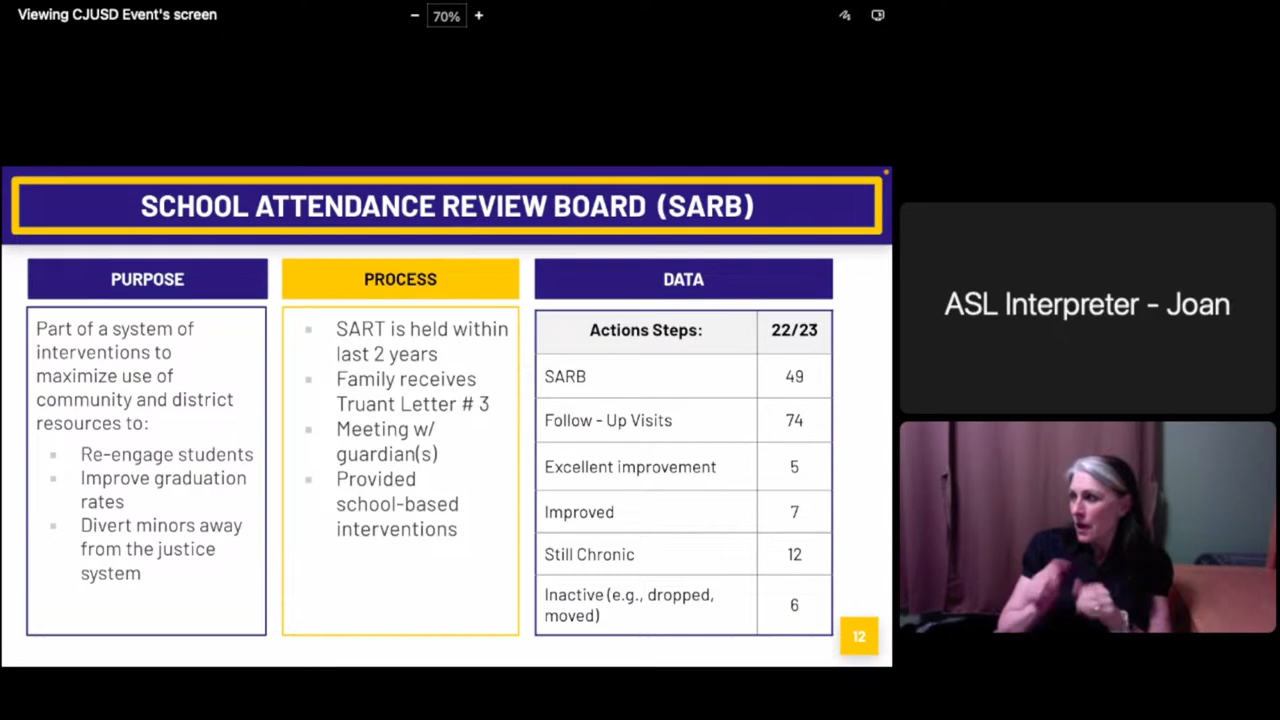 Viewing CJUSD Event's screen
− 70% +
SCHOOL ATTENDANCE REVIEW BOARD (SARB)
PURPOSE
Part of a system of
interventions to
maximize use of
community and district
resources to:
Re-engage students
Improve graduation
rates
Divert minors away
from the justice
system
PROCESS
SART is held within
last 2 years
Family receives
Truant Letter # 3
Meeting w/
guardian(s)
Provided
school-based
interventions
DATA
Actions Steps: 22/23
SARB 49
Follow - Up Visits 74
Excellent improvement 5
Improved 7
Still Chronic 12
Inactive (e.g., dropped,
moved) 6
12
ASL Interpreter - Joan